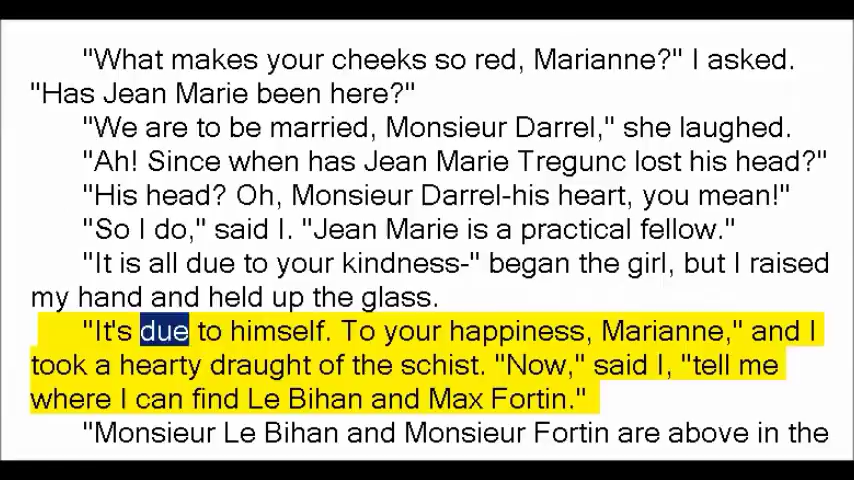 "What makes your cheeks so red, Marianne?" I asked.
"Has Jean Marie been here?"
"We are to be married, Monsieur Darrel," she laughed.
"Ah! Since when has Jean Marie Tregunc lost his head?"
"His head? Oh, Monsieur Darrel-his heart, you mean!"
"So I do," said I. "Jean Marie is a practical fellow."
"It is all due to your kindness-" began the girl, but I raised
my hand and held up the glass.
"It's due to himself. To your happiness, Marianne," and I
took a hearty draught of the schist. "Now," said I, "tell me
where I can find Le Bihan and Max Fortin."
"Monsieur Le Bihan and Monsieur Fortin are above in the